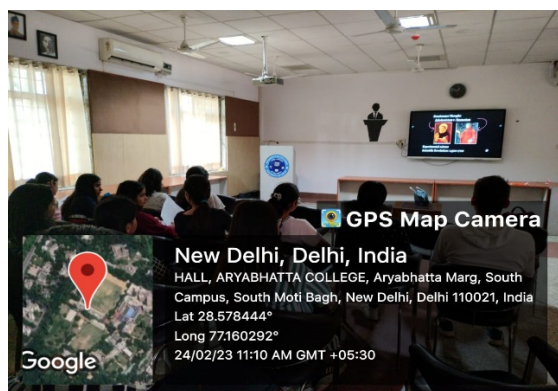 GPS Map Camera
New Delhi, Delhi, India
HALL, ARYABHATTA COLLEGE, Aryabhatta Marg, South
Campus, South Moti Bagh, New Delhi, Delhi 110021, India
Lat 28.578444°
Long 77.160292°
24/02/23 11:10 AM GMT +05:30
Google